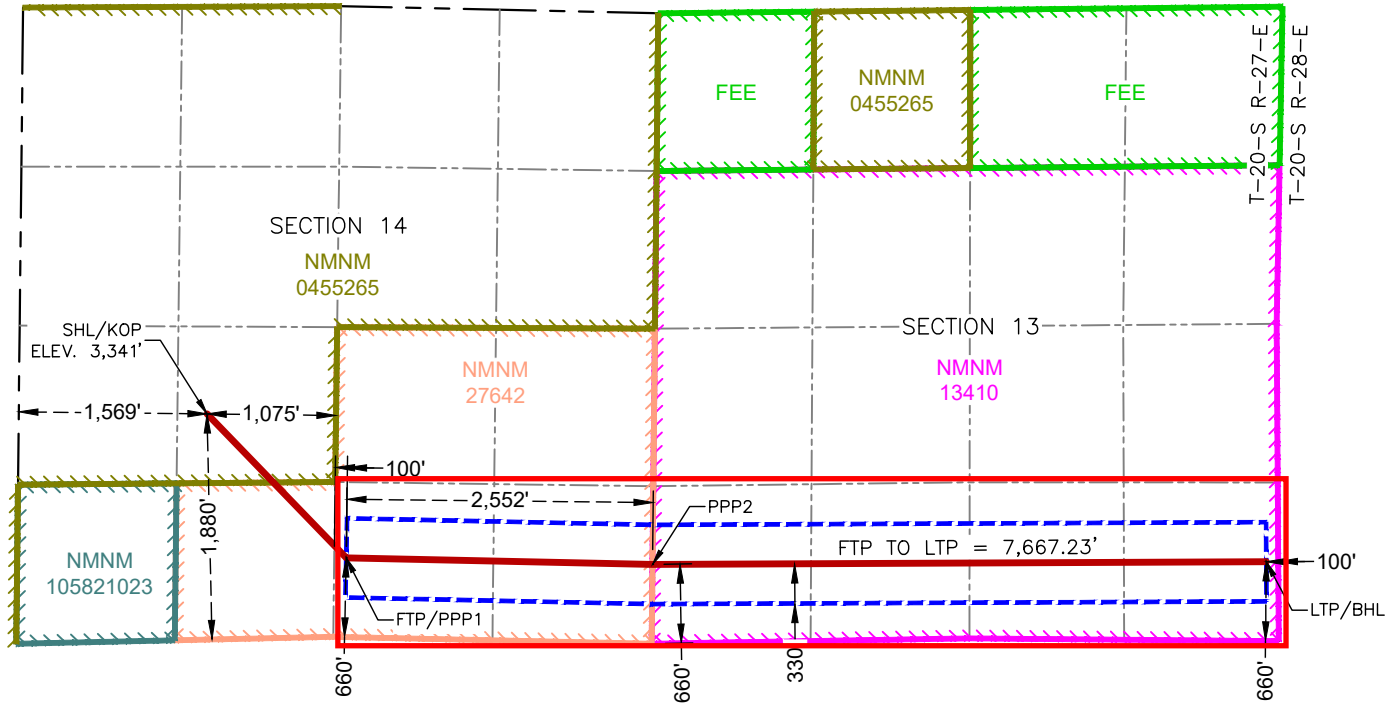 FEE
NMNM
0455265
FEE
T-20-S R-27-E
T-20-S R-28-E
SECTION 14
NMNM
0455265
SHL/KOP
ELEV. 3,341'
SECTION 13
NMNM
27642
NMNM
13410
1,569'
1,075'
100'
2,552'
PPP2
1,880'
FTP TO LTP = 7,667.23'
NMNM
105821023
100'
FTP/PPP1
LTP/BHL
660'
660'
330
660'